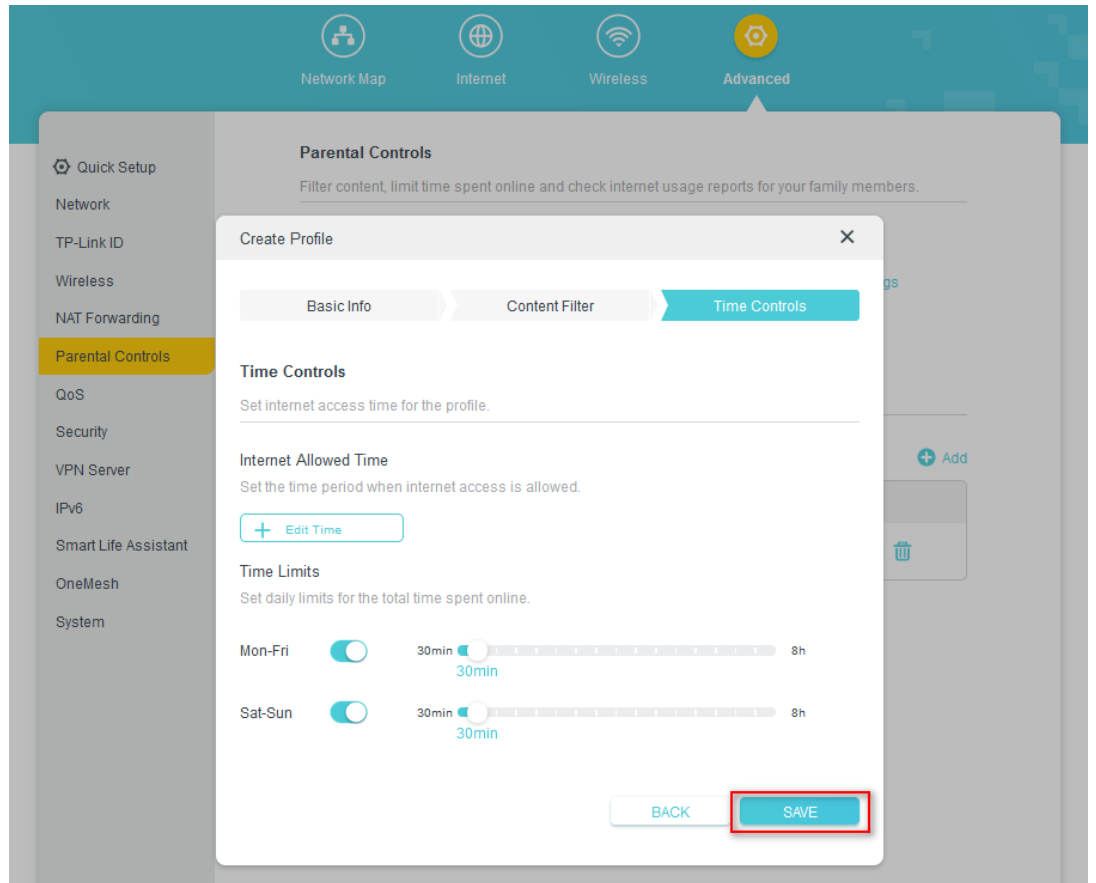 Network Map
Internet
Wireless
Advanced
Quick Setup
Network
TP-Link ID
Wireless
NAT Forwarding
Parental Controls
QoS
Security
VPN Server
IPv6
Smart Life Assistant
OneMesh
System
Parental Controls
Filter content, limit time spent online and check internet usage reports for your family members.
gs
Add
Create Profile
Basic Info
Content Filter
Time Controls
Time Controls
Set internet access time for the profile.
Internet Allowed Time
Set the time period when internet access is allowed.
Edit Time
Time Limits
Set daily limits for the total time spent online.
Mon-Fri 30min 8h
30min
Sat-Sun 30min 8h
30min
BACK
SAVE